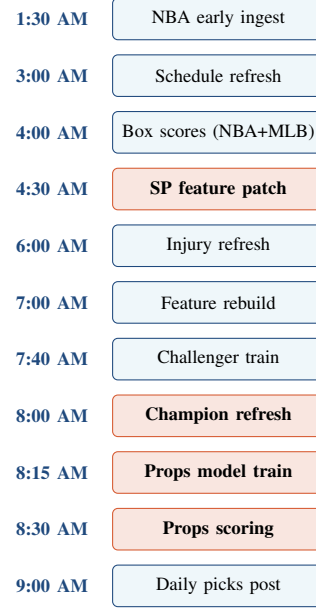 1:30 AM NBA early ingest
3:00 AM Schedule refresh
4:00 AM Box scores (NBA+MLB)
4:30 AM SP feature patch
6:00 AM Injury refresh
7:00 AM Feature rebuild
7:40 AM Challenger train
8:00 AM Champion refresh
8:15 AM Props model train
8:30 AM Props scoring
9:00 AM Daily picks post